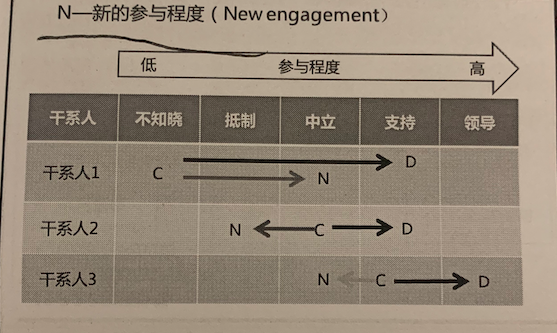 N—新的参与程度（New engagement）
低 参与程度 高
干系人 不知晓 抵制 中立 支持 领导
干系人1 C D
N
干系人2 N C D
干系人3 N C D